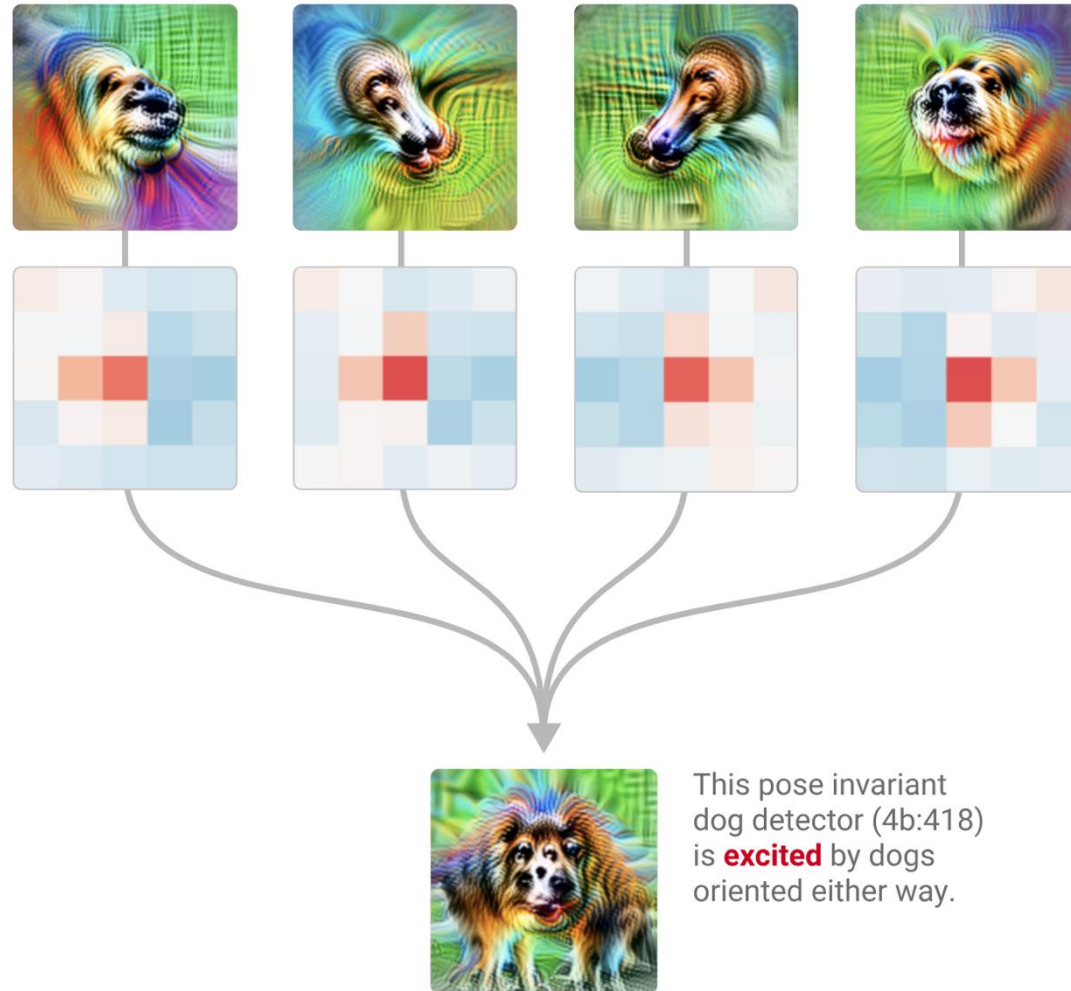 This pose invariant
dog detector (4b:418)
is excited by dogs
oriented either way.